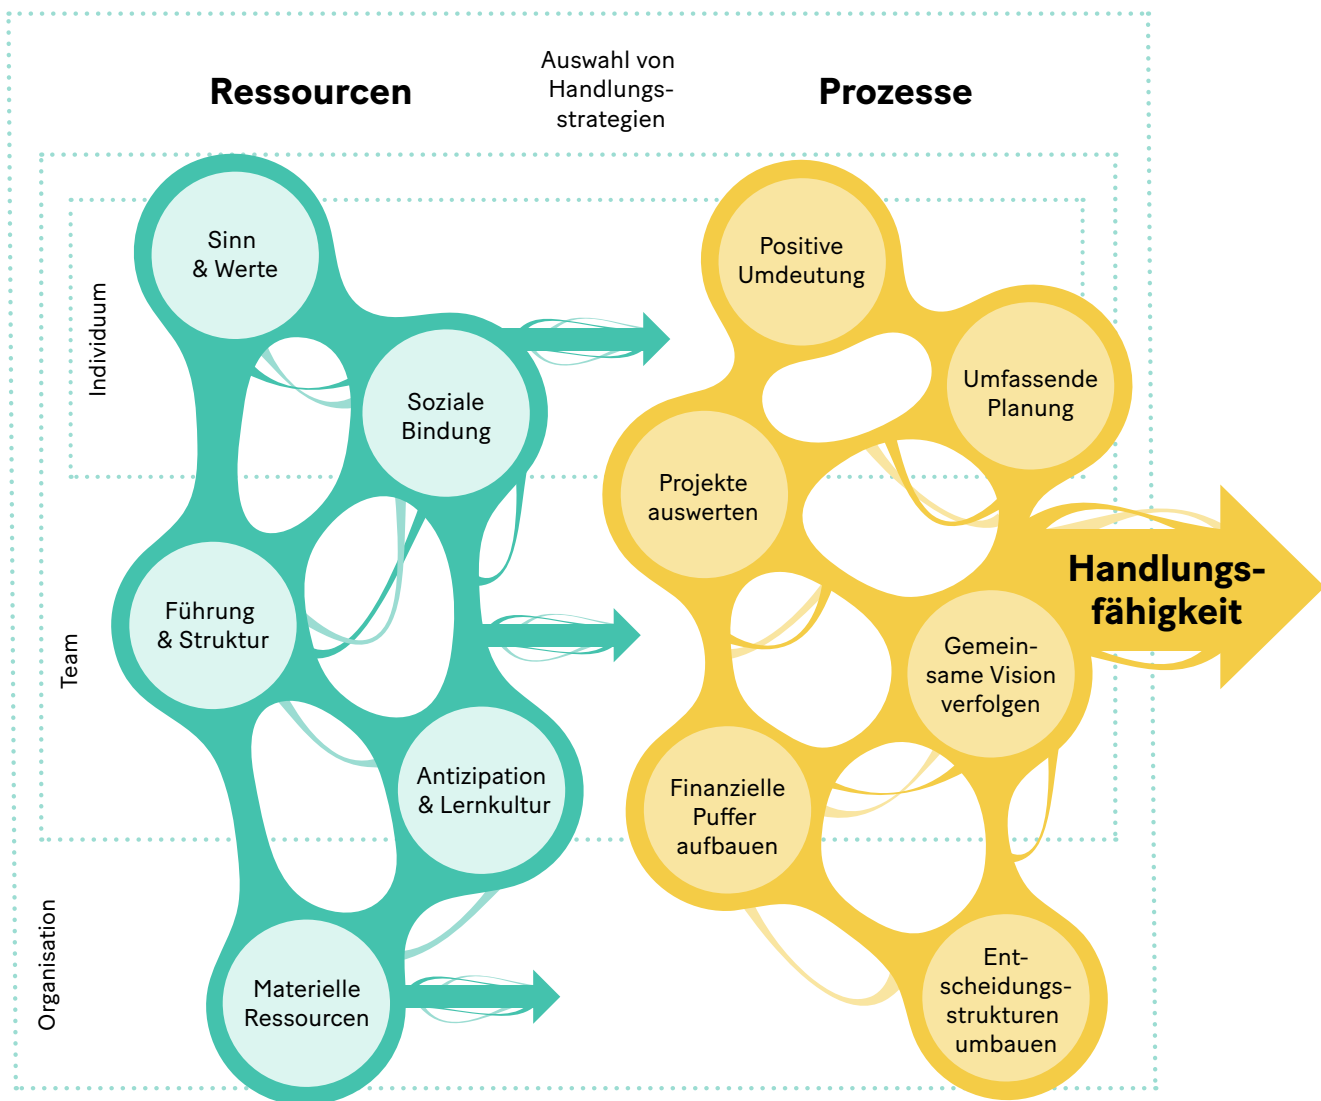 Ressourcen
Auswahl von
Handlungs-
strategien
Prozesse
Individuum
Team
Organisation
Sinn
& Werte
Soziale
Bindung
Führung
& Struktur
Antizipation
& Lernkultur
Materielle
Ressourcen
Positive
Umdeutung
Umfassende
Planung
Projekte
auswerten
Gemein-
same Vision
verfolgen
Finanzielle
Puffer
aufbauen
Ent-
scheidungs-
strukturen
umbauen
Handlungs-
fähigkeit